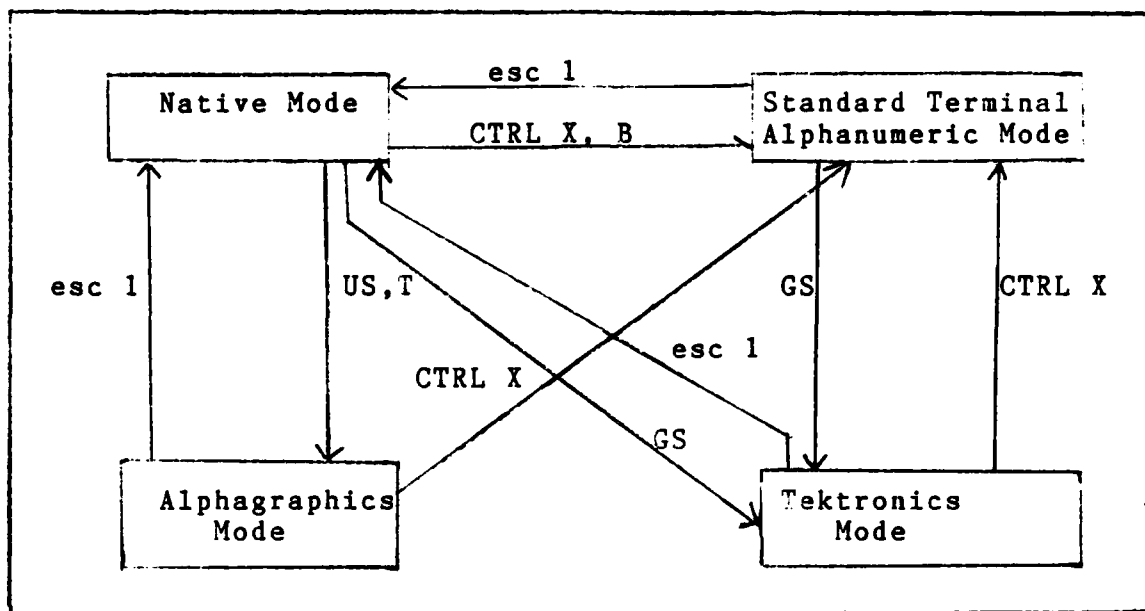 esc 1
Native Mode
Standard Terminal
Alphanumeric Mode
CTRL X, B
esc 1
US,T
GS
CTRL X
esc 1
CTRL X
GS
Alphagraphics
Mode
Tektronics
Mode